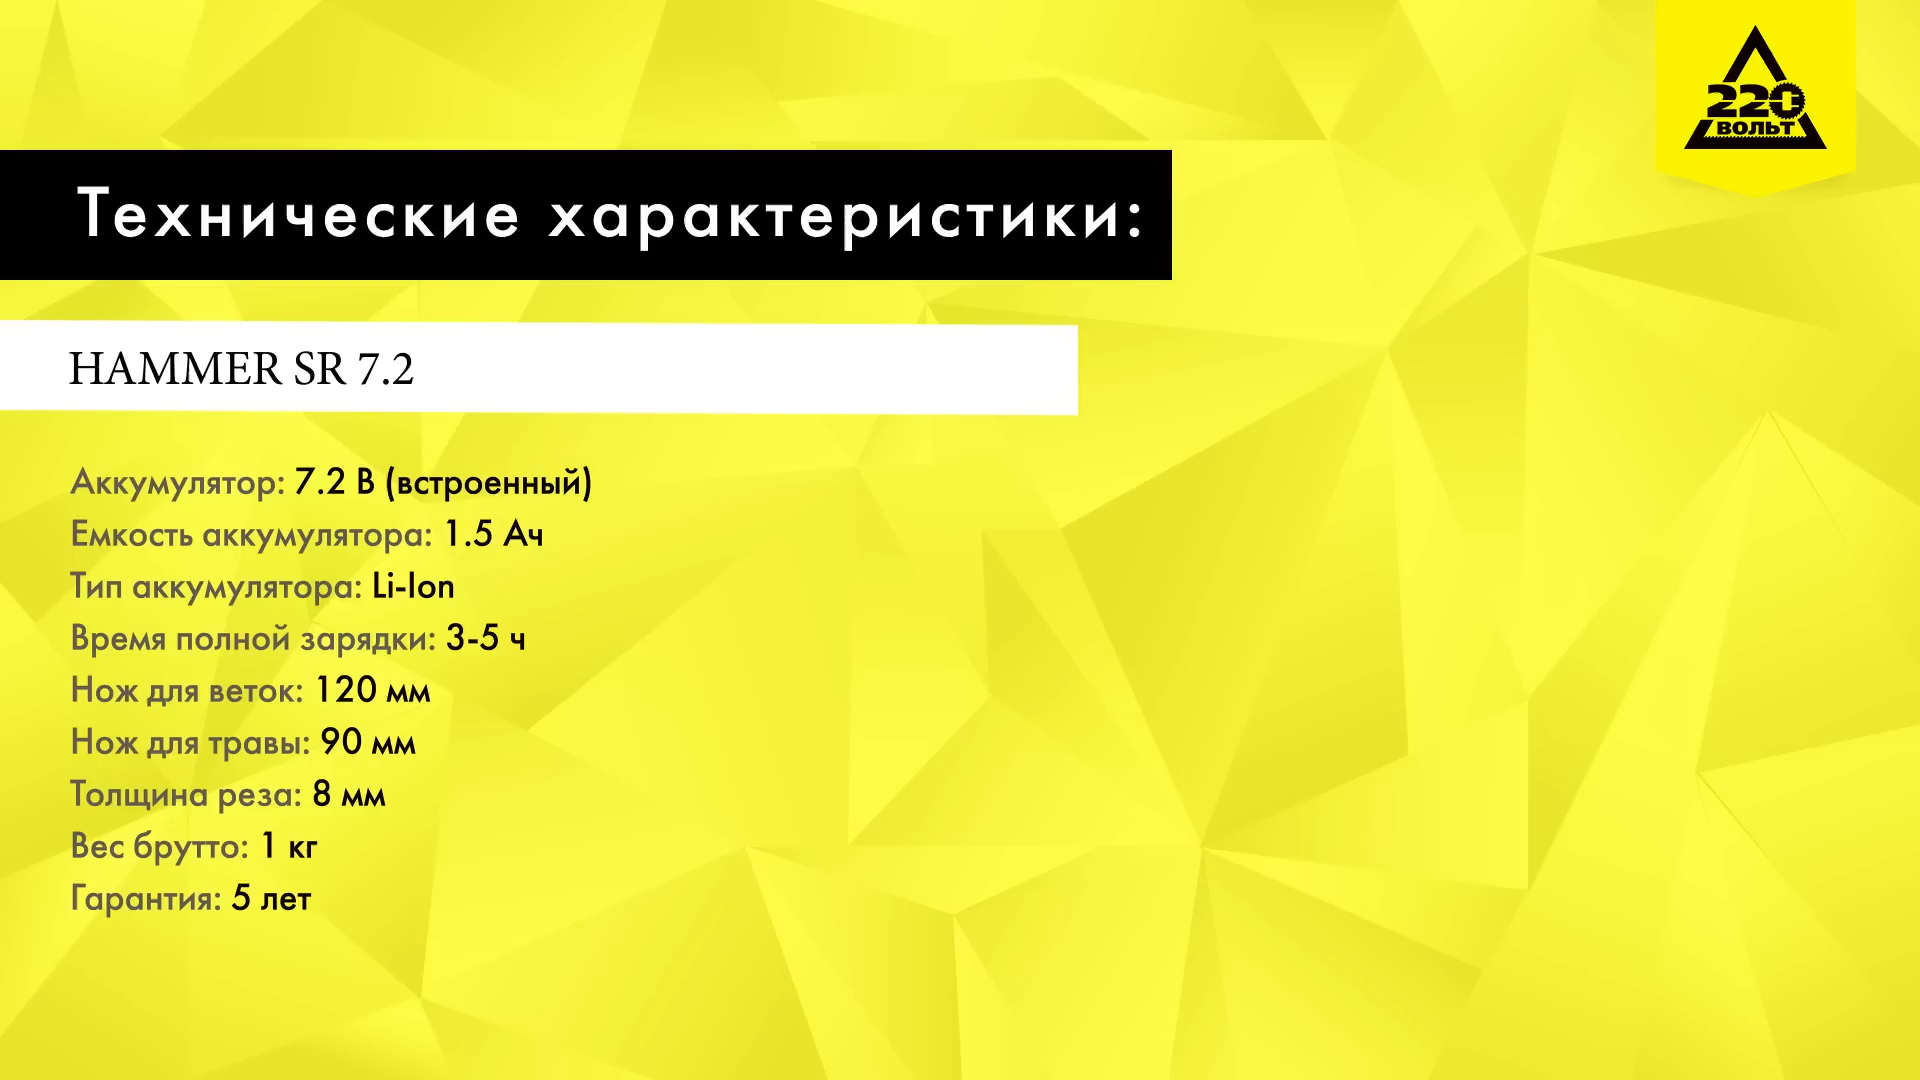 220
ВОЛЬТ
Технические характеристики:
HAMMER SR 7.2
Аккумулятор: 7.2 В (встроенный)
Емкость аккумулятора: 1.5 Ач
Тип аккумулятора: Li-Ion
Время полной зарядки: 3-5 ч
Нож для веток: 120 мм
Нож для травы: 90 мм
Толщина реза: 8 мм
Вес брутто: 1 кг
Гарантия: 5 лет